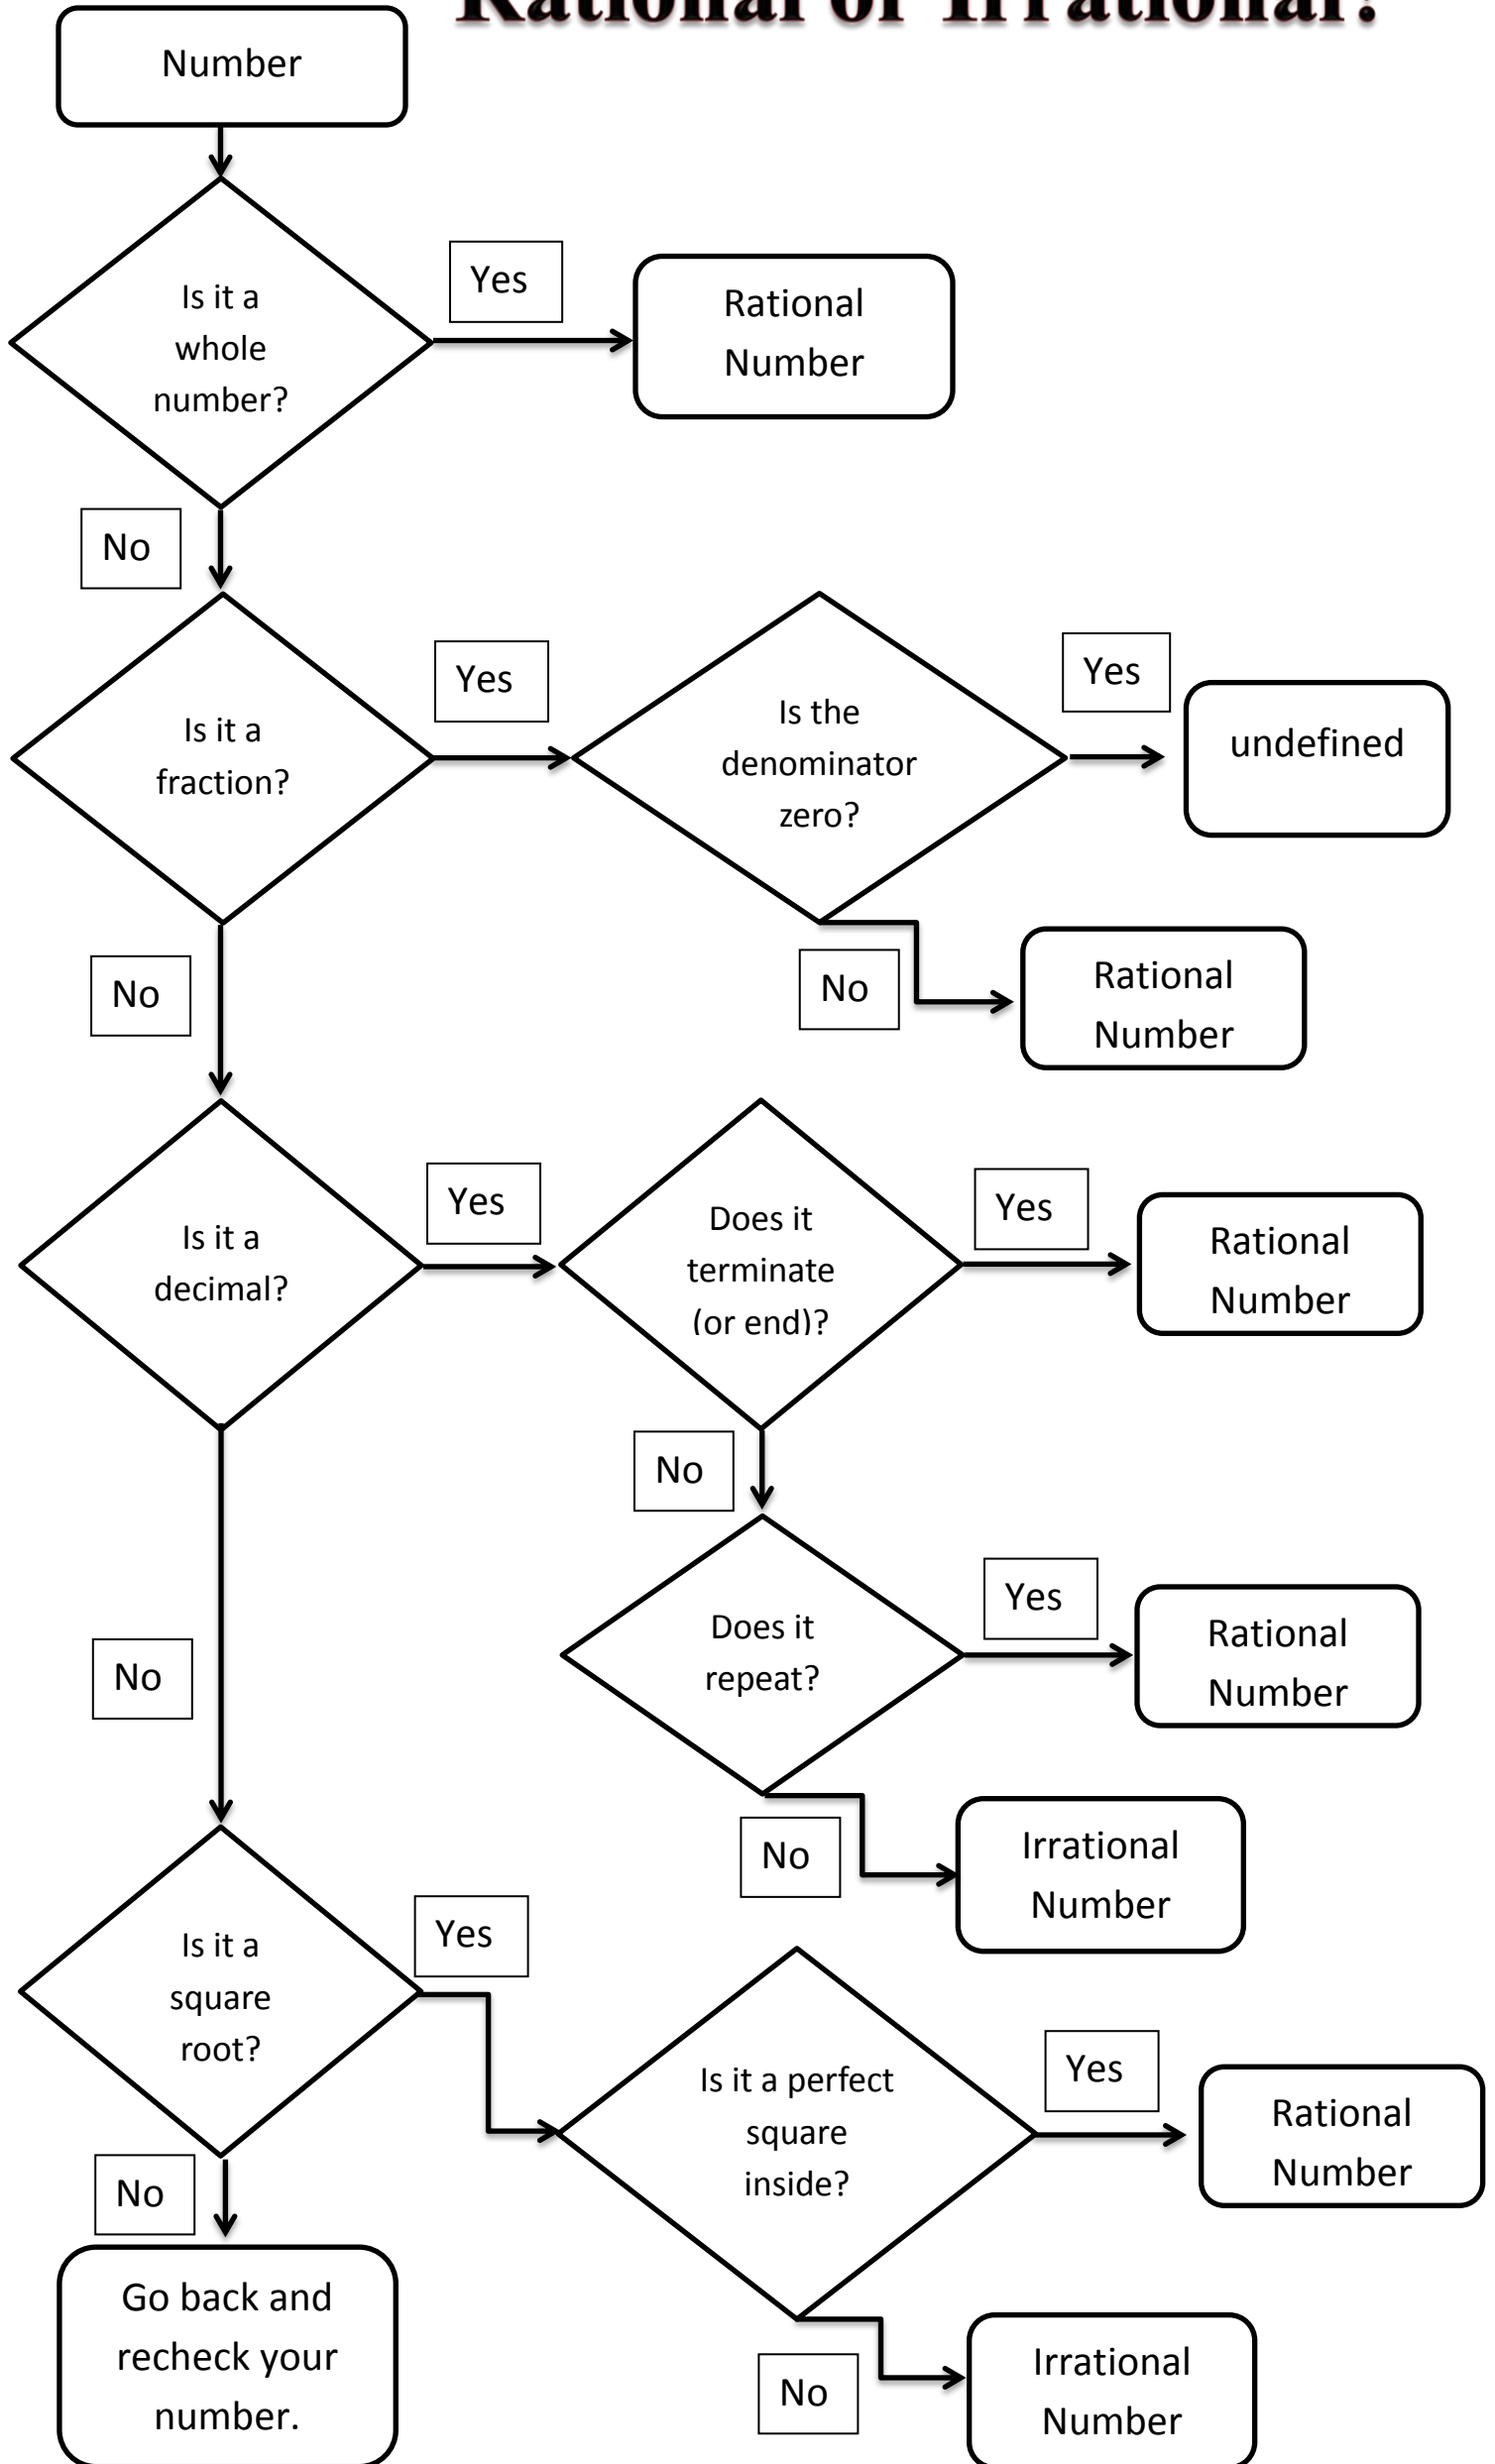 Rational or Irrational?
Number
Is it a
whole
number?
Yes
Rational
Number
No
Is it a
fraction?
Yes
Is the
denominator
zero?
Yes
undefined
No
Rational
Number
No
Is it a
decimal?
Yes
Does it
terminate
(or end)?
Yes
Rational
Number
No
Does it
repeat?
Yes
Rational
Number
No
Irrational
Number
No
Is it a
square
root?
Yes
Is it a perfect
square
inside?
Yes
Rational
Number
No
Irrational
Number
No
Go back and
recheck your
number.